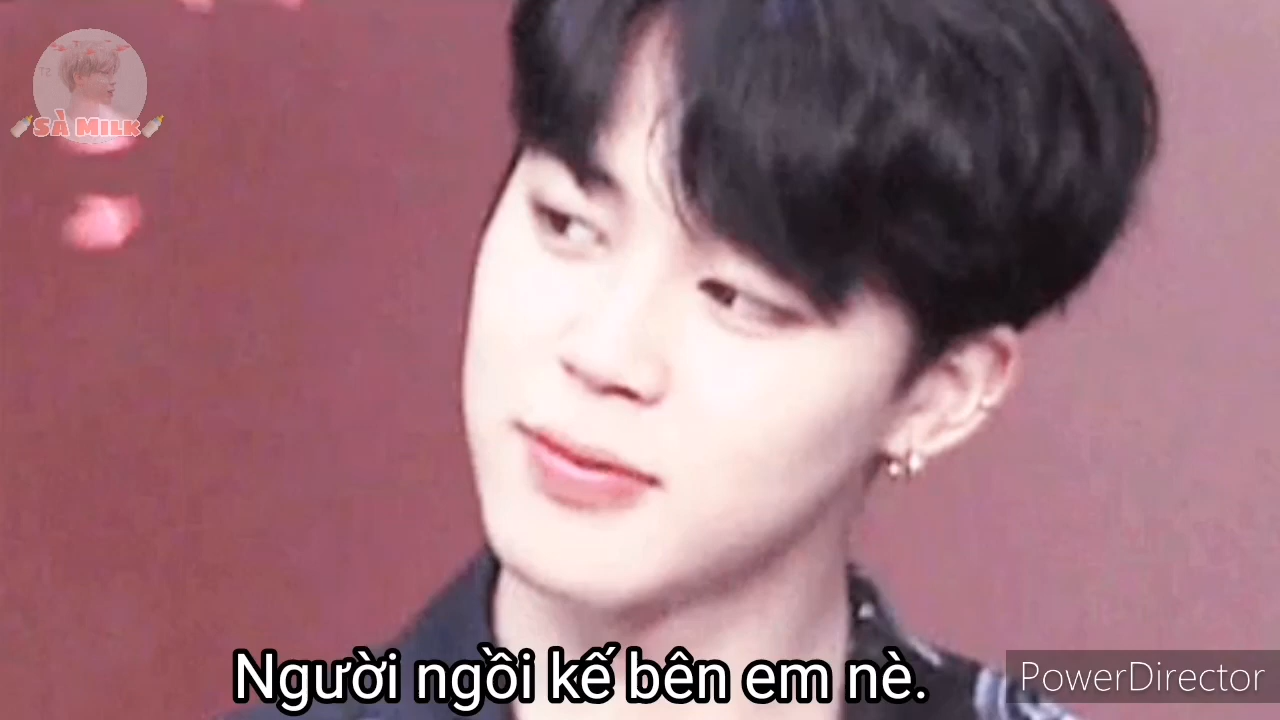 SÀ MILK
Người ngồi kế bên em nè.
PowerDirector